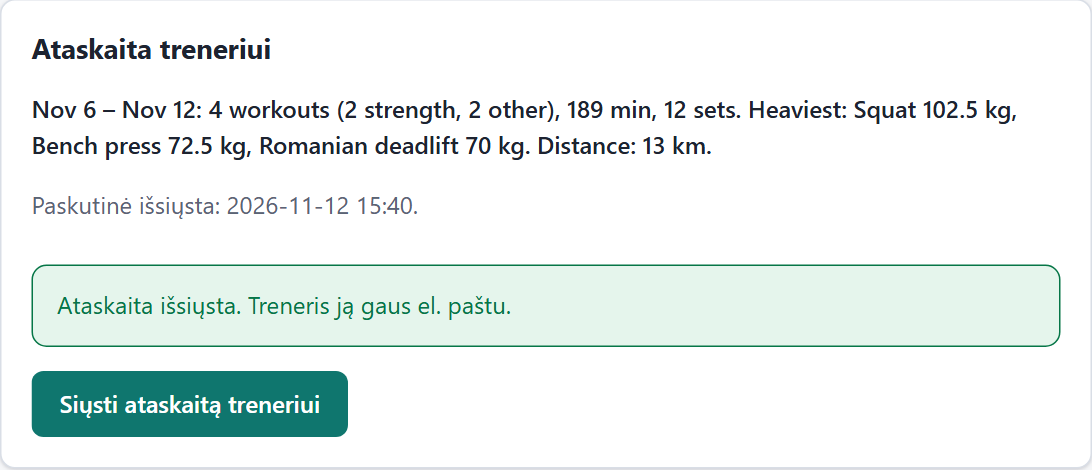 Ataskaita treneriui
Nov 6 – Nov 12: 4 workouts (2 strength, 2 other), 189 min, 12 sets. Heaviest: Squat 102.5 kg,
Bench press 72.5 kg, Romanian deadlift 70 kg. Distance: 13 km.
Paskutinė išsiųsta: 2026-11-12 15:40.
Ataskaita išsiųsta. Treneris ją gaus el. paštu.
Siųsti ataskaitą treneriui